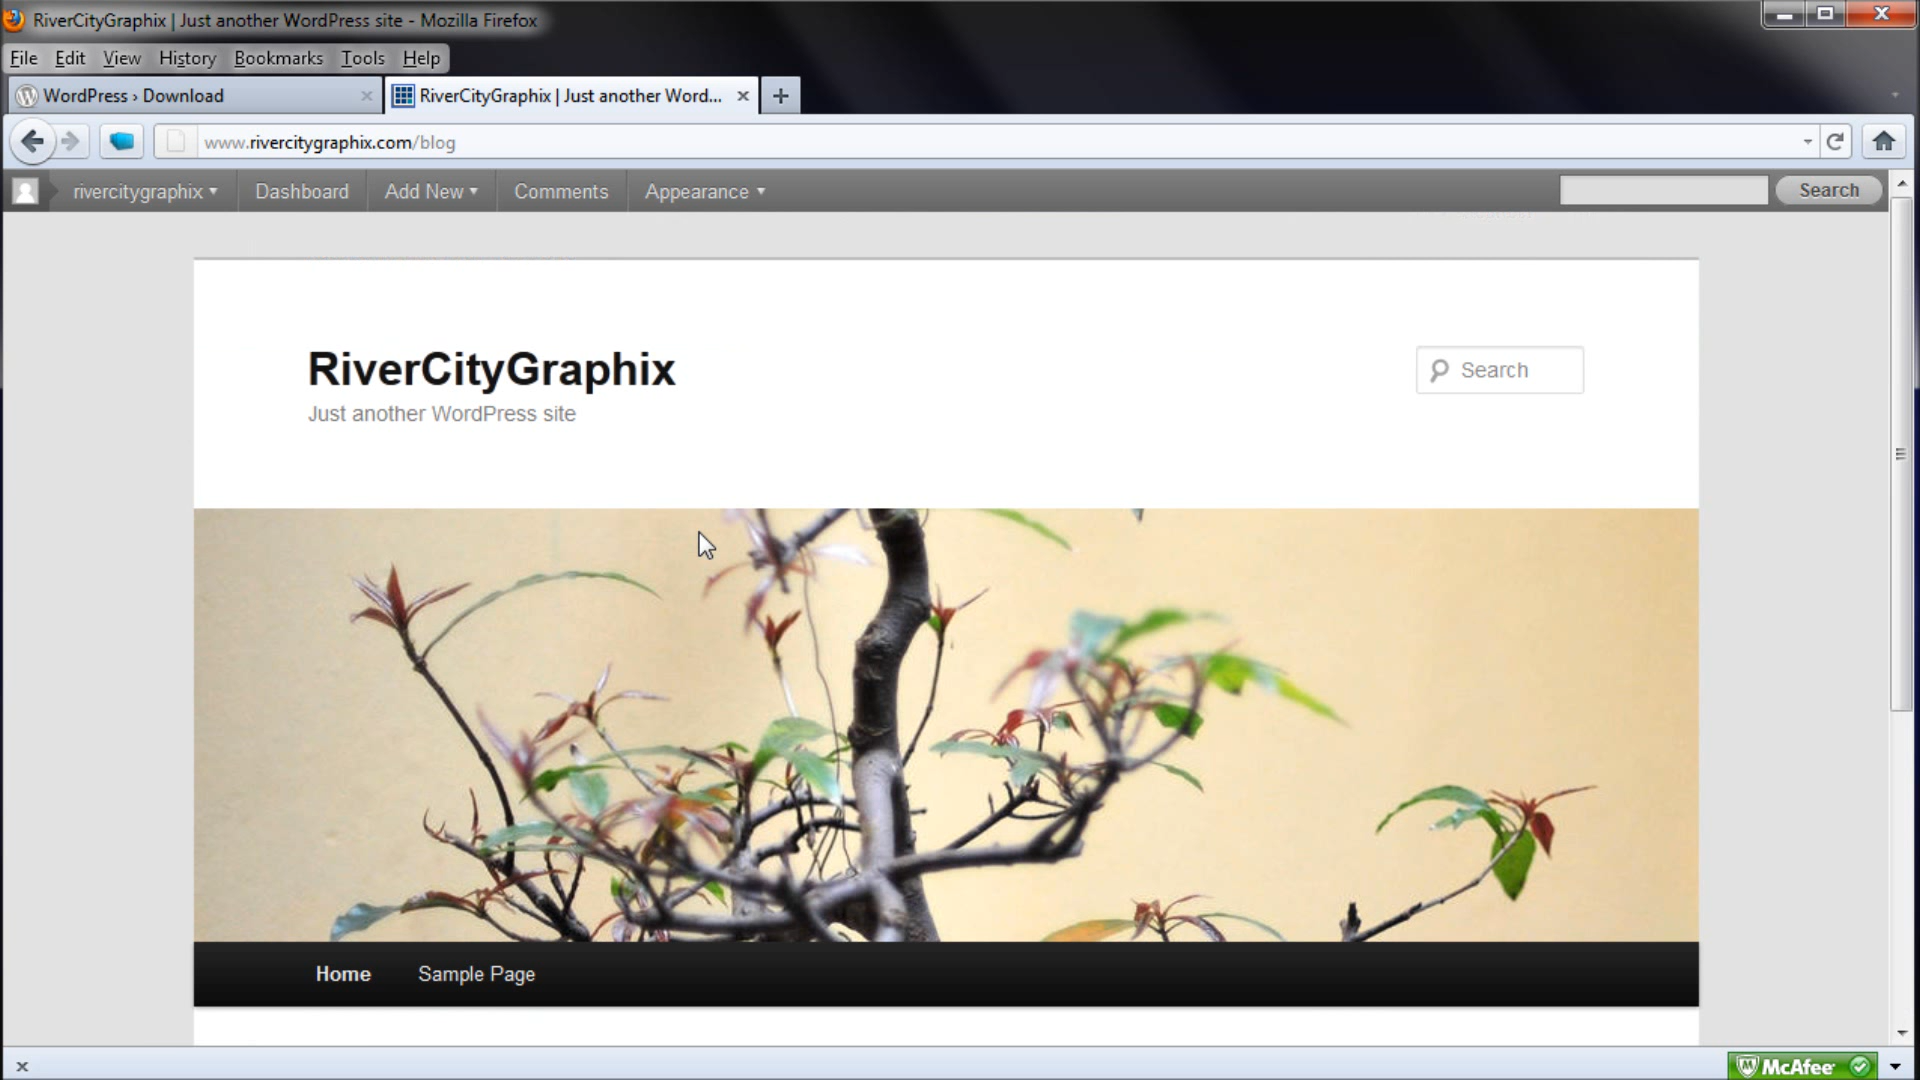 RiverCityGraphix | Just another WordPress site - Mozilla Firefox
File Edit View History Bookmarks Tools Help
WordPress › Download
RiverCityGraphix | Just another Word...
www.rivercitygraphix.com/blog
rivercitygraphix Dashboard Add New Comments Appearance Search
RiverCityGraphix
Search
Just another WordPress site
Home Sample Page
McAfee